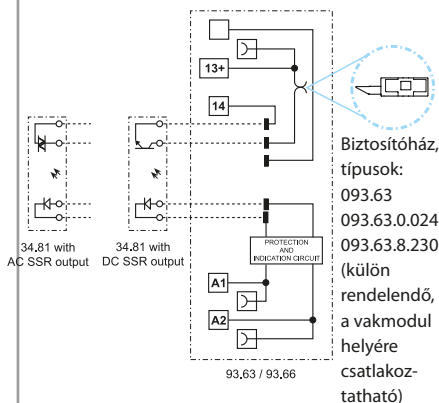 13+
14
34.81 with
AC SSR output
34.81 with
DC SSR output
PROTECTION
AND
INDICATION CIRCUIT
A1
A2
93.63 / 93.66
Biztosítóház,
típusok:
093.63
093.63.0.024
093.63.8.230
(külön
rendelendő,
a vakmodul
helyére
csatlakoz-
tatható)